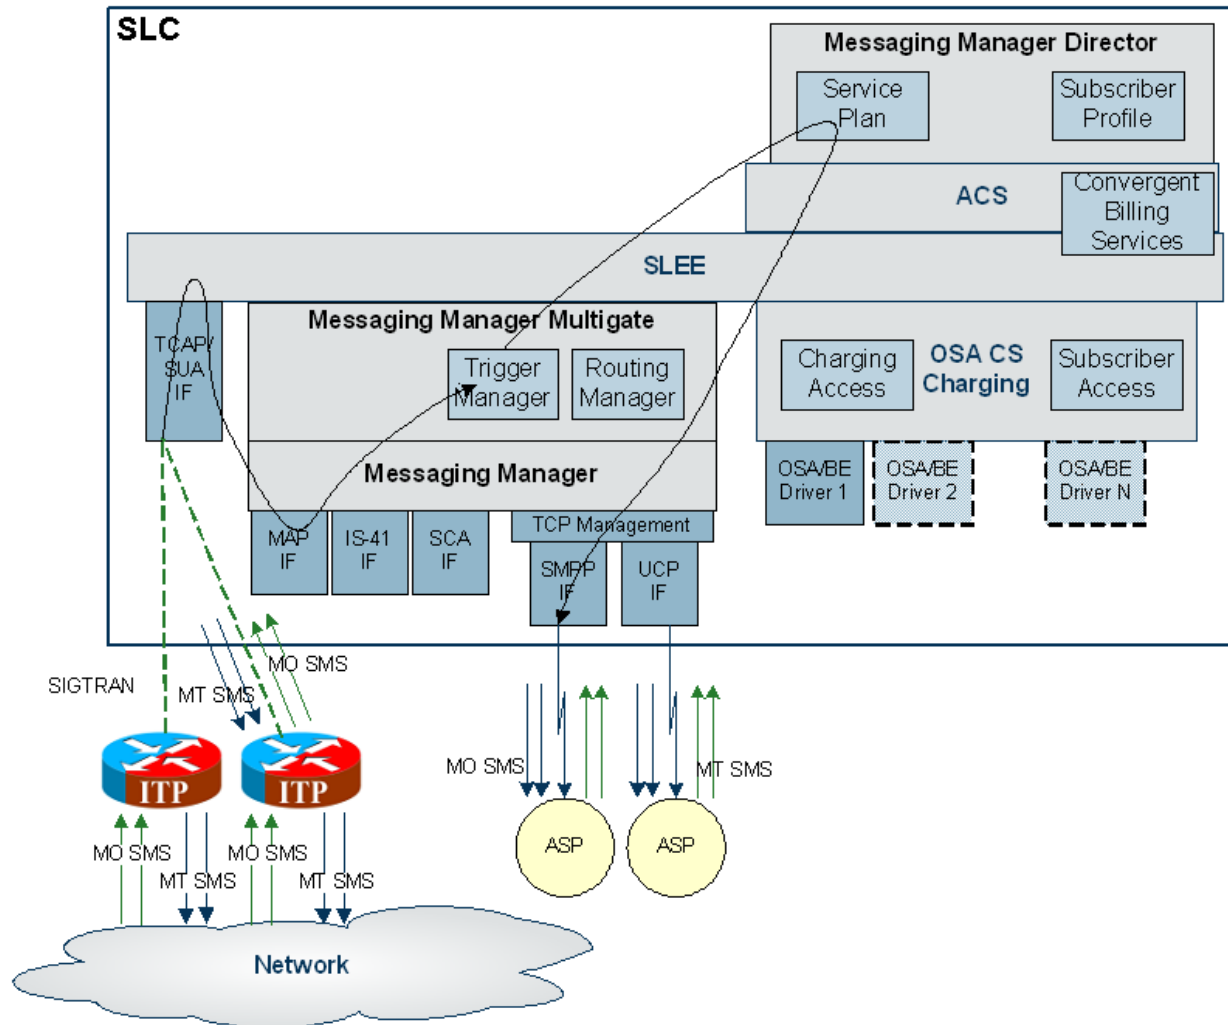 SLC
Messaging Manager Director
Service
Plan
Subscriber
Profile
ACS
Convergent
Billing
Services
SLEE
TCAP/
SUA
IF
Messaging Manager Multigate
Trigger
Manager
Routing
Manager
Charging
Access
OSA CS
Charging
Subscriber
Access
Messaging Manager
OSA/BE
Driver 1
OSA/BE
Driver 2
OSA/BE
Driver N
MAP
IF
IS-41
IF
SCA
IF
TCP Management
SMPP
IF
UCP
IF
SIGTRAN
MT SMS
MO SMS
ITP
ITP
MO SMS
MT SMS
MO SMS
MT SMS
MO SMS
MT SMS
ASP
ASP
Network